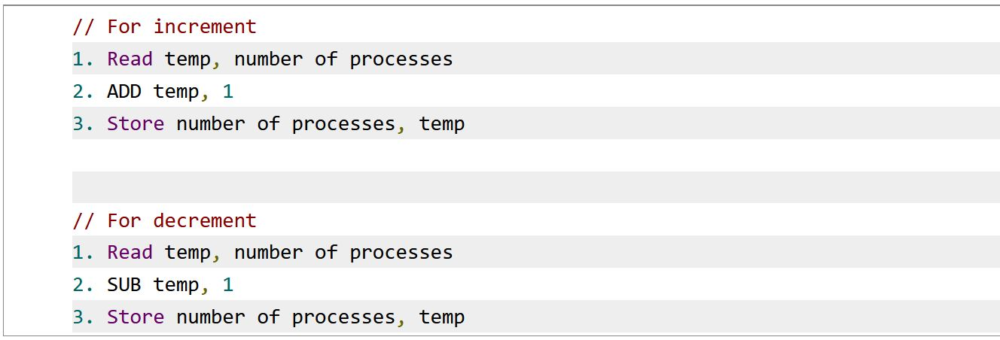 // For increment
1. Read temp, number of processes
2. ADD temp, 1
3. Store number of processes, temp
// For decrement
1. Read temp, number of processes
2. SUB temp, 1
3. Store number of processes, temp